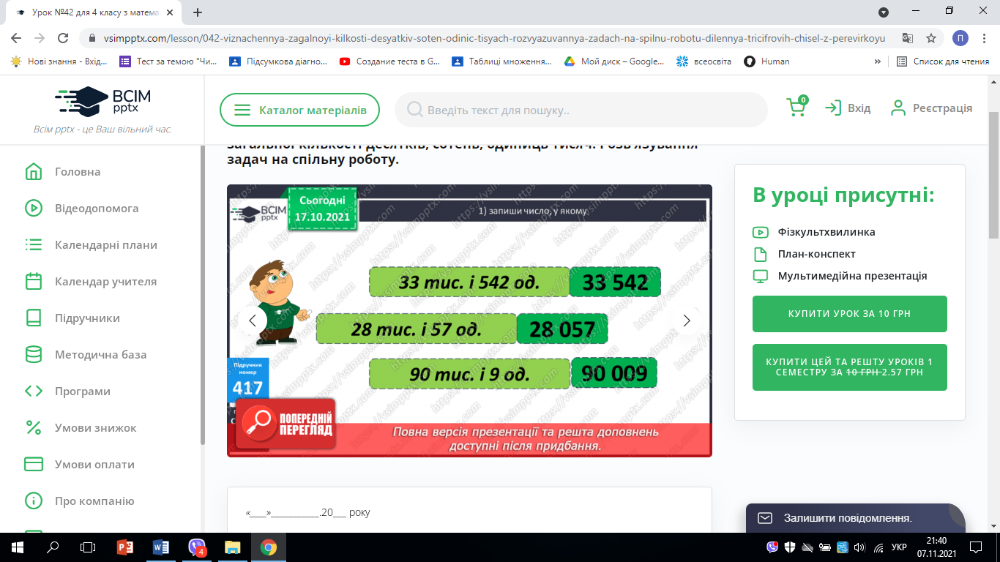 Урок №42 для 4 класу з матема
vsimpptx.com/lesson/042-viznachennya-zagalnoyi-kilkosti-desyatkiv-soten-odinic-tisyach-rozvyazuvannya-zadach-na-spilnu-robotu-dilennya-tricifrovih-chisel-z-perevirkoyu
П
Нові знання - Вхід...
Тест за темою "Чи...
Підсумкова діагно...
Создание теста в G...
Таблиці множення...
Мой диск – Google...
всеосвіта
Human
»
Список для чтения
ВСІМ
pptx
Всім pptx - це Ваш вільний час.
Каталог матеріалів
Введіть текст для пошуку..
0
Вхід
Реєстрація
Головна
Відеодопомога
Календарні плани
Календар учителя
Підручники
Методична база
Програми
Умови знижок
Умови оплати
Про компанію
загальної кількості десятків, сотень, одиниць тисяч. Розв'язування
задач на спільну роботу.
ВСІМ
pptx
Сьогодні
17.10.2021
1) запиши число, у якому
https://vsimpptx.com
33 тис. і 542 од.
33 542
28 тис. і 57 од.
28 057
90 тис. і 9 од.
90 009
Підручник
номер
417
ПОПЕРЕДНІЙ
ПЕРЕГЛЯД
Повна версія презентації та решта доповнень
доступні після придбання.
«___»__________.20___ року
В уроці присутні:
Фізкультхвилинка
План-конспект
Мультимедійна презентація
КУПИТИ УРОК ЗА 10 ГРН
КУПИТИ ЦЕЙ ТА РЕШТУ УРОКІВ 1
СЕМЕСТРУ ЗА 10 ГРН 2.57 ГРН
Залишити повідомлення.
4
УКР
21:40
07.11.2021